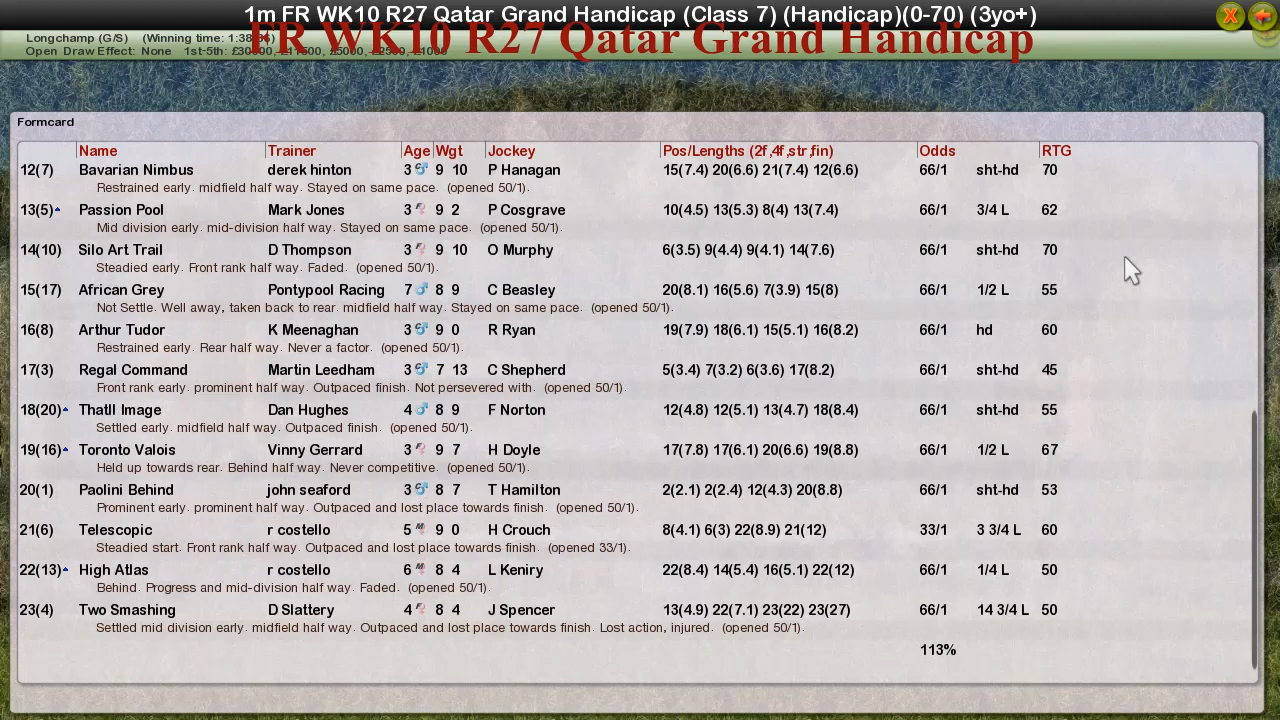 1m FR WK10 R27 Qatar Grand Handicap (Class 7) (Handicap)(0-70) (3yo+)
FR WK10 R27 Qatar Grand Handicap
Longchamp (G/S) (Winning time: 1:38.
Open Draw Effect: None 1st-5th: £30000, £11500, £5000, £2500, £1000
Formcard
Name Trainer Age Wgt Jockey Pos/Lengths (2f,4f,str,fin) Odds RTG
12(7) Bavarian Nimbus derek hinton 3 9 10 P Hanagan 15(7.4) 20(6.6) 21(7.4) 12(6.6) 66/1 sht-hd 70
Restrained early. midfield half way. Stayed on same pace. (opened 50/1).
13(5) Passion Pool Mark Jones 3 9 2 P Cosgrave 10(4.5) 13(5.3) 8(4) 13(7.4) 66/1 3/4 L 62
Mid division early. mid-division half way. Stayed on same pace. (opened 50/1).
14(10) Silo Art Trail D Thompson 3 9 10 O Murphy 6(3.5) 9(4.4) 9(4.1) 14(7.6) 66/1 sht-hd 70
Steadied early. Front rank half way. Faded. (opened 50/1).
15(17) African Grey Pontypool Racing 7 8 9 C Beasley 20(8.1) 16(5.6) 7(3.9) 15(8) 66/1 1/2 L 55
Not Settle. Well away, taken back to rear. midfield half way. Stayed on same pace. (opened 50/1).
16(8) Arthur Tudor K Meenaghan 3 9 0 R Ryan 19(7.9) 18(6.1) 15(5.1) 16(8.2) 66/1 hd 60
Restrained early. Rear half way. Never a factor. (opened 50/1).
17(3) Regal Command Martin Leedham 3 7 13 C Shepherd 5(3.4) 7(3.2) 6(3.6) 17(8.2) 66/1 sht-hd 45
Front rank early. prominent half way. Outpaced finish. Not persevered with. (opened 50/1).
18(20) Thatll Image Dan Hughes 4 8 9 F Norton 12(4.8) 12(5.1) 13(4.7) 18(8.4) 66/1 sht-hd 55
Settled early. midfield half way. Outpaced finish. (opened 50/1).
19(16) Toronto Valois Vinny Gerrard 3 9 7 H Doyle 17(7.8) 17(6.1) 20(6.6) 19(8.8) 66/1 1/2 L 67
Held up towards rear. Behind half way. Never competitive. (opened 50/1).
20(1) Paolini Behind john seaford 3 8 7 T Hamilton 2(2.1) 2(2.4) 12(4.3) 20(8.8) 66/1 sht-hd 53
Prominent early. prominent half way. Outpaced and lost place towards finish. (opened 50/1).
21(6) Telescopic r costello 5 9 0 H Crouch 8(4.1) 6(3) 22(8.9) 21(12) 33/1 3 3/4 L 60
Steadied start. Front rank half way. Outpaced and lost place towards finish. (opened 33/1).
22(13) High Atlas r costello 6 8 4 L Keniry 22(8.4) 14(5.4) 16(5.1) 22(12) 66/1 1/4 L 50
Behind. Progress and mid-division half way. Faded. (opened 50/1).
23(4) Two Smashing D Slattery 4 8 4 J Spencer 13(4.9) 22(7.1) 23(22) 23(27) 66/1 14 3/4 L 50
Settled mid division early. midfield half way. Outpaced and lost place towards finish. Lost action, injured. (opened 50/1).
113%